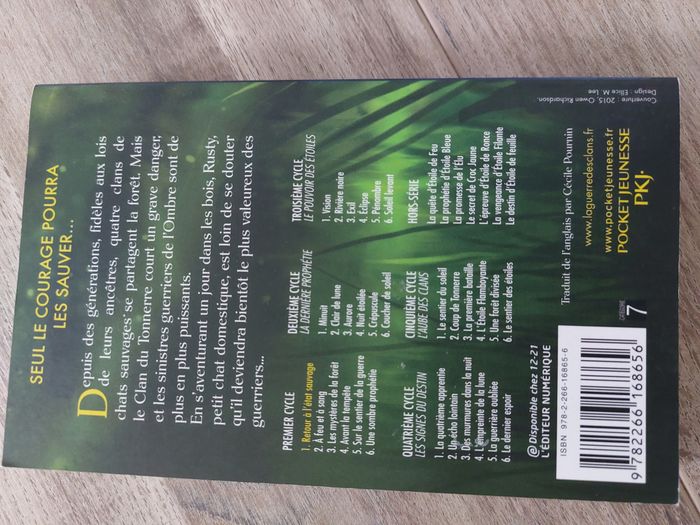 SEUL LE COURAGE POURRA
LES SAUVER...
Depuis des générations, fidèles aux lois
de leurs ancêtres, quatre clans de
chats sauvages se partagent la forêt. Mais
le Clan du Tonnerre court un grave danger,
et les sinistres guerriers de l'Ombre sont de
plus en plus puissants.
En s'aventurant un jour dans les bois, Rusty,
petit chat domestique, est loin de se douter
qu'il deviendra bientôt le plus valeureux des
guerriers...
PREMIER CYCLE
1. Retour à l'état sauvage
2. À feu et à sang
3. Les mystères de la forêt
4. Avant la tempête
5. Sur le sentier de la guerre
6. Une sombre prophétie
DEUXIÈME CYCLE
LA DERNIÈRE PROPHÉTIE
1. Minuit
2. Clair de lune
3. Aurore
4. Nuit étoilée
5. Crépuscule
6. Coucher de soleil
TROISIÈME CYCLE
LE POUVOIR DES ÉTOILES
1. Vision
2. Rivière noire
3. Exil
4. Éclipse
5. Pénombre
6. Soleil levant
QUATRIÈME CYCLE
LES SIGNES DU DESTIN
1. La quatrième apprentie
2. Un écho lointain
3. Des murmures dans la nuit
4. L'empreinte de la lune
5. La guerrière oubliée
6. Le dernier espoir
CINQUIÈME CYCLE
L'AUBE DES CLANS
1. Le sentier du soleil
2. Coup de Tonnerre
3. La première bataille
4. L'Étoile Flamboyante
5. Une forêt divisée
6. Le sentier des étoiles
HORS-SÉRIE
La quête d'Étoile de Feu
La prophétie d'Étoile Bleue
La promesse de l'Élu
Le secret de Croc Jaune
L'épreuve d'Étoile de Ronce
La vengeance d'Étoile Filante
Le destin d'Étoile de Feuille
@ Disponible chez 12-21
L'ÉDITEUR NUMÉRIQUE
ISBN 978-2-266-16865-6
9 782266 168656
CATÉGORIE
7
Traduit de l'anglais par Cécile Pournin
www.laguerredesclans.fr
www.pocketjeunesse.fr
POCKET JEUNESSE
PKJ·
Couverture : 2015, Owen Richardson.
Design : Ellice M. Lee